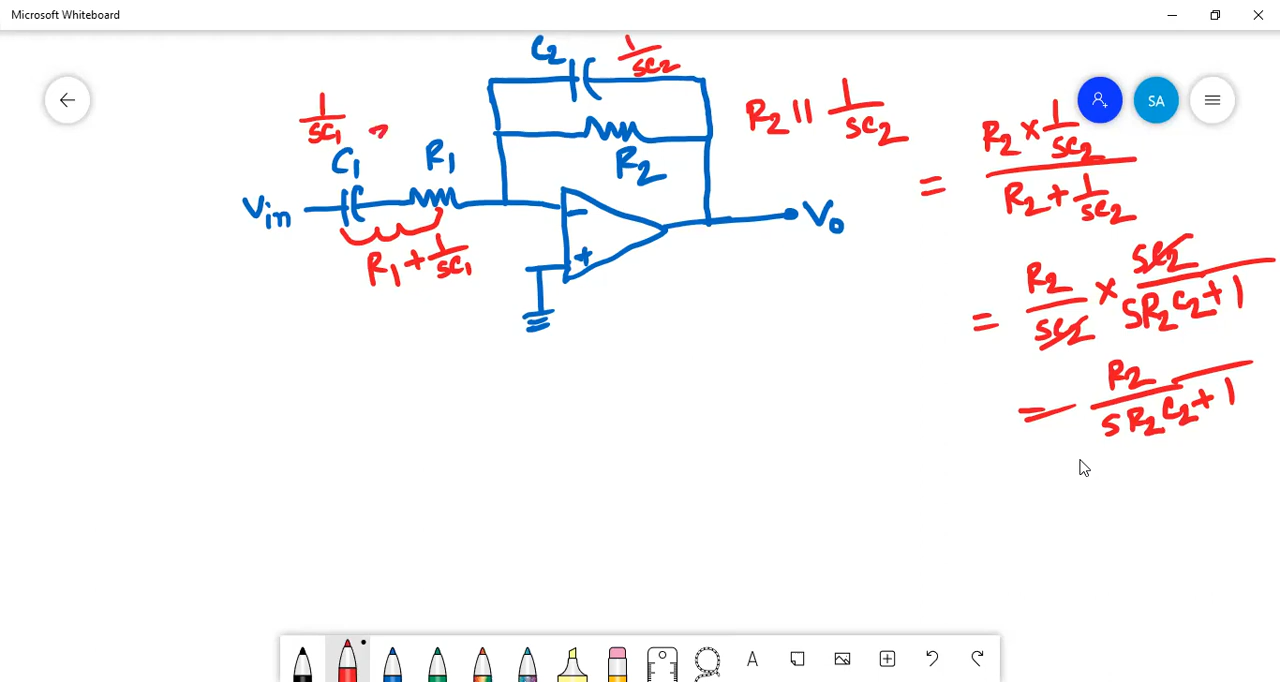 Microsoft Whiteboard
C2 1/sC2
1/sC1
C1 R1
R2
Vin
R1 + 1/sC1
−
+
Vo
R2 || 1/sC2
= (R2 × 1/sC2) / (R2 + 1/sC2)
= R2/sC2 × sC2/(sR2C2+1)
= R2/(sR2C2+1)
SA
A